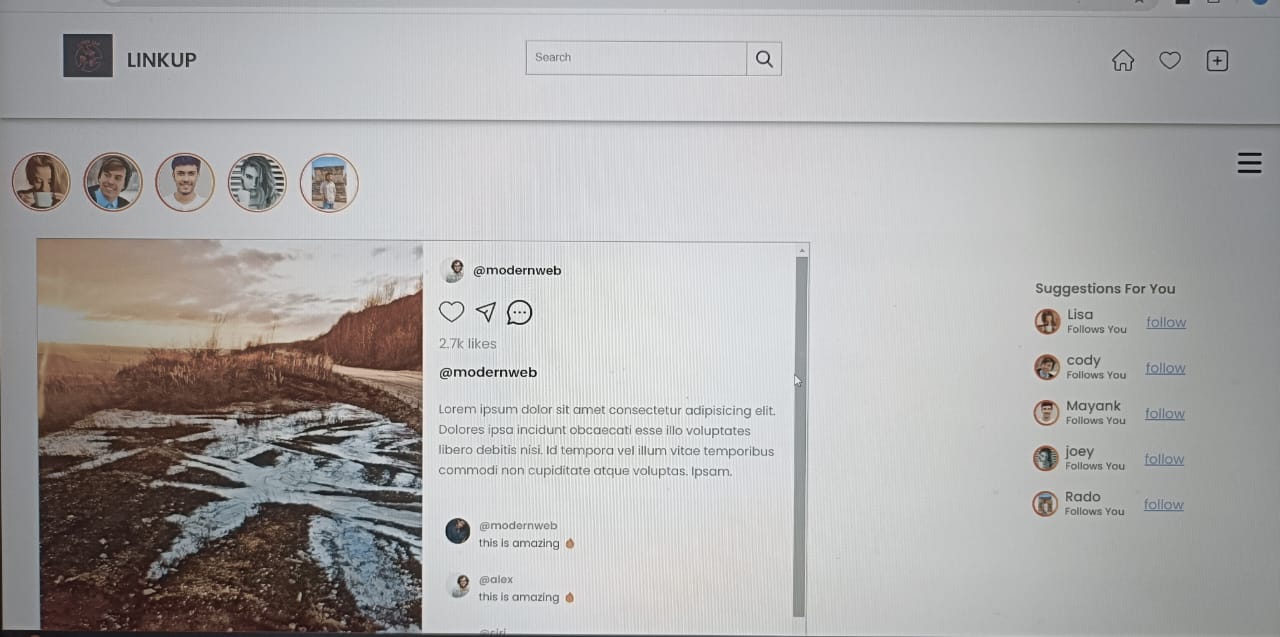 LINKUP
Search
@modernweb
2.7k likes
@modernweb
Lorem ipsum dolor sit amet consectetur adipisicing elit.
Dolores ipsa incidunt obcaecati esse illo voluptates
libero debitis nisi. Id tempora vel illum vitae temporibus
commodi non cupiditate atque voluptas. Ipsam.
@modernweb
this is amazing
@alex
this is amazing
Suggestions For You
Lisa
Follows You
follow
cody
Follows You
follow
Mayank
Follows You
follow
joey
Follows You
follow
Rado
Follows You
follow